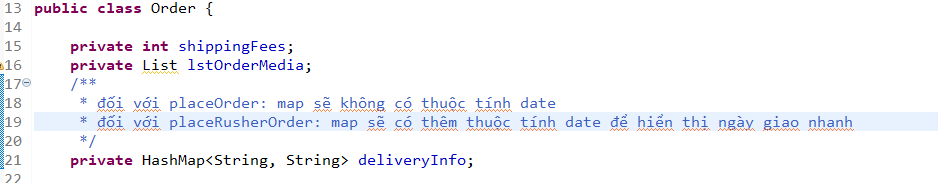 13 public class Order {
14
15 private int shippingFees;
16 private List lstOrderMedia;
17 /**
18 * đối với placeOrder: map sẽ không có thuộc tính date
19 * đối với placeRusherOrder: map sẽ có thêm thuộc tính date để hiển thị ngày giao nhanh
20 */
21 private HashMap<String, String> deliveryInfo;
22